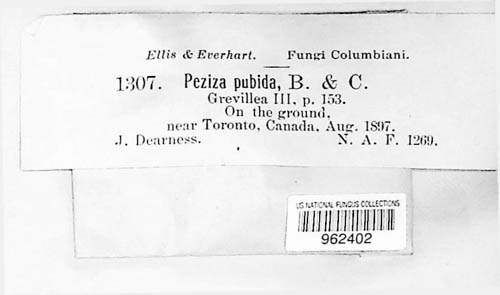 Ellis & Everhart. Fungi Columbiani.
1307. Peziza pubida, B. & C.
Grevillea III, p. 153.
On the ground,
near Toronto, Canada, Aug. 1897.
J. Dearness. N. A. F. 1269.
US NATIONAL FUNGUS COLLECTIONS
962402